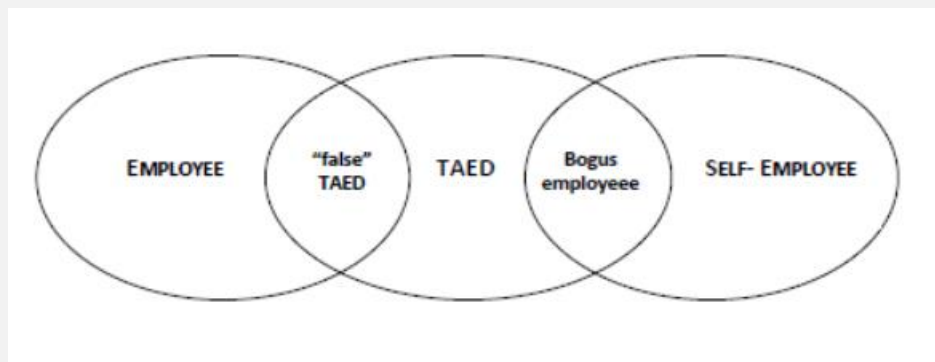 EMPLOYEE
“false”
TAED
TAED
Bogus
employeee
SELF- EMPLOYEE